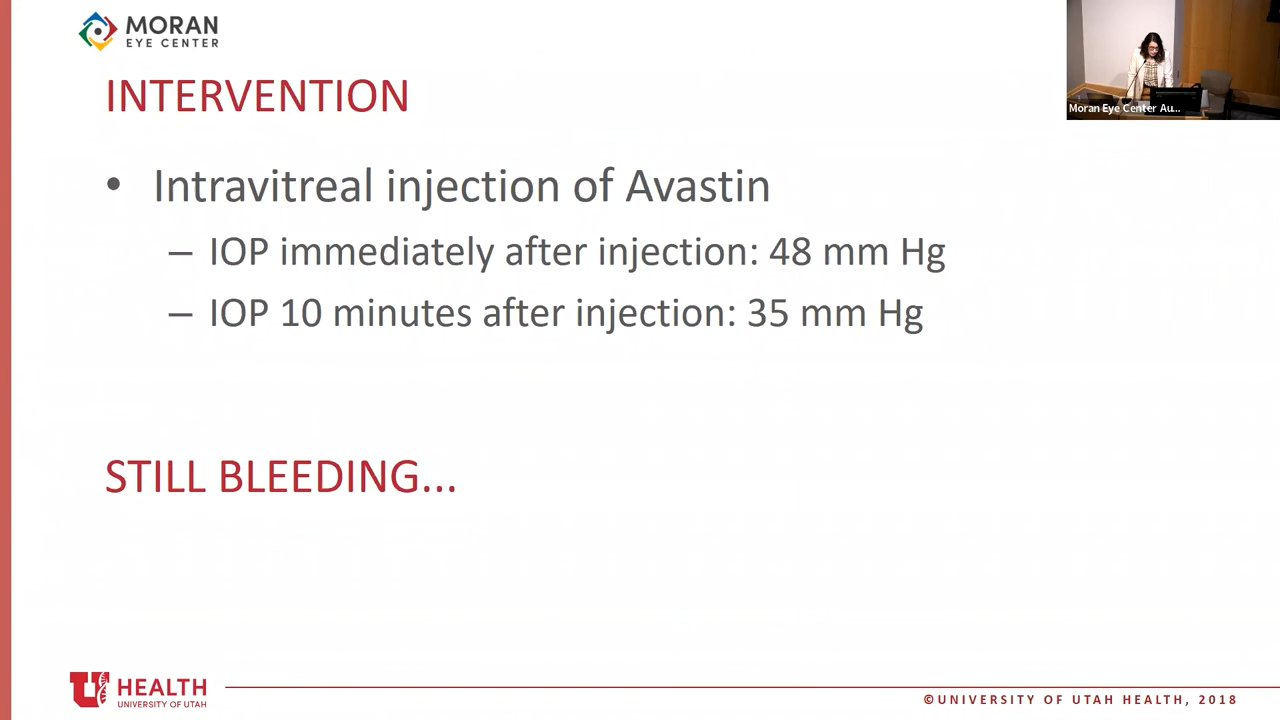 MORAN
EYE CENTER
Moran Eye Center Au...
INTERVENTION
• Intravitreal injection of Avastin
– IOP immediately after injection: 48 mm Hg
– IOP 10 minutes after injection: 35 mm Hg
STILL BLEEDING...
U HEALTH
UNIVERSITY OF UTAH
©UNIVERSITY OF UTAH HEALTH, 2018